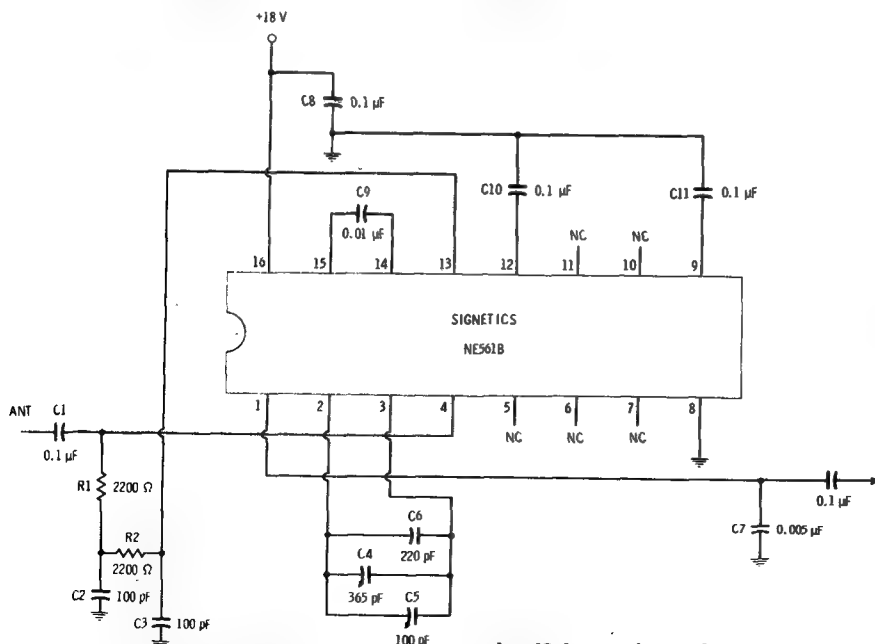 +18 V
C8 0.1 µF
C9
0.01 µF
C10 0.1 µF
C11 0.1 µF
NC NC
16 15 14 13 12 11 10 9
SIGNETICS
NE561B
1 2 3 4 5 6 7 8
NC NC NC
ANT C1
0.1 µF
R1 2200 Ω
R2
2200 Ω
C2 100 pF
C3 100 pF
C6
220 pF
C4
365 pF
C5
100 pF
0.1 µF
C7 0.005 µF